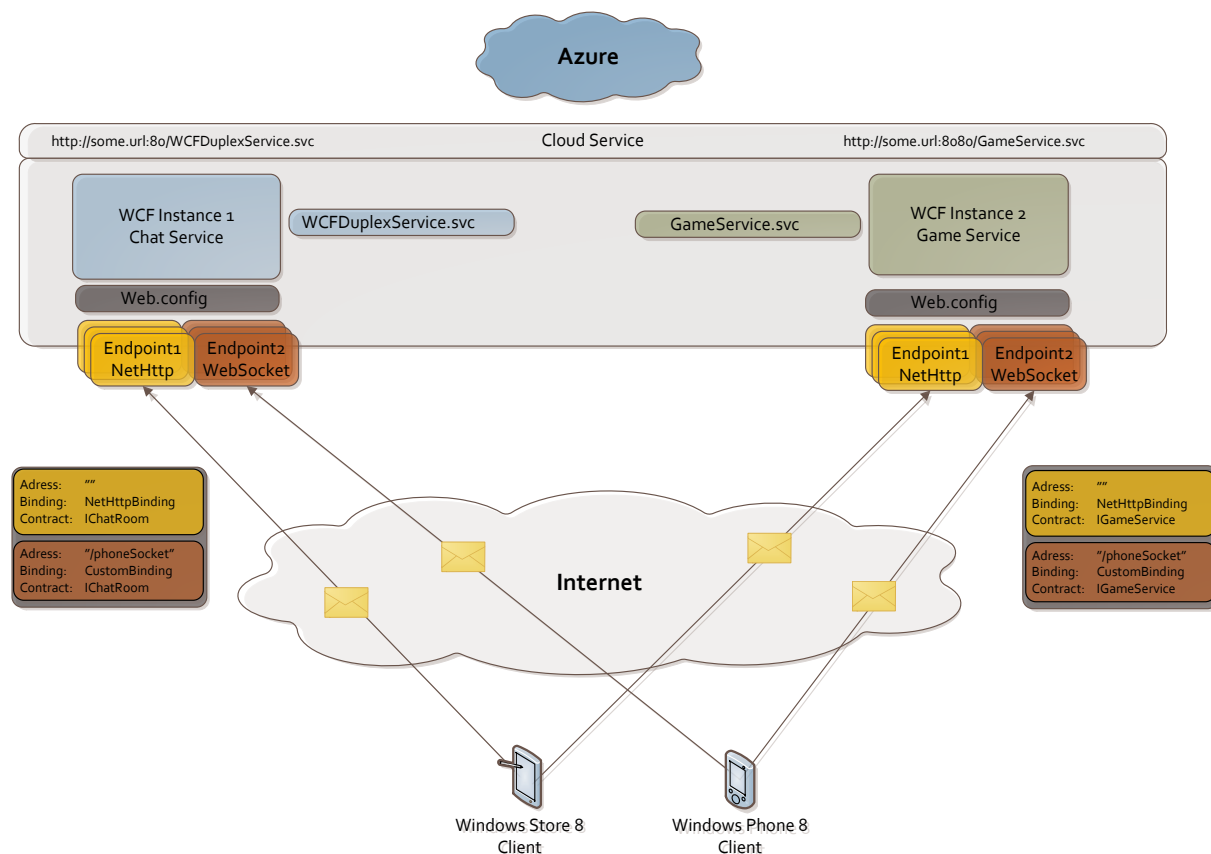 Azure
http://some.url:80/WCFDuplexService.svc
Cloud Service
http://some.url:8080/GameService.svc
WCF Instance 1
Chat Service
WCFDuplexService.svc
GameService.svc
WCF Instance 2
Game Service
Web.config
Web.config
Endpoint1
NetHttp
Endpoint2
WebSocket
Endpoint1
NetHttp
Endpoint2
WebSocket
Adress: ""
Binding: NetHttpBinding
Contract: IChatRoom
Adress: "/phoneSocket"
Binding: CustomBinding
Contract: IChatRoom
Adress: ""
Binding: NetHttpBinding
Contract: IGameService
Adress: "/phoneSocket"
Binding: CustomBinding
Contract: IGameService
Internet
Windows Store 8
Client
Windows Phone 8
Client